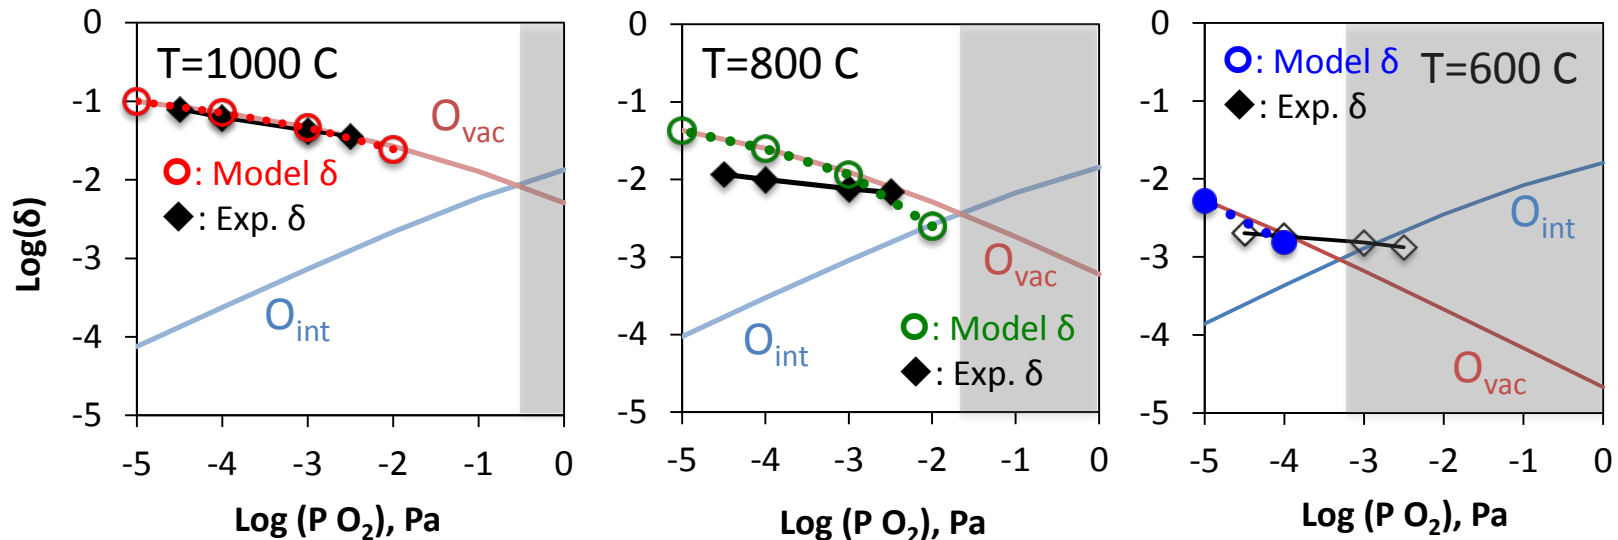 T=1000 C
O_vac
O_int
: Model δ
: Exp. δ
0
-1
-2
-3
-4
-5
-5 -4 -3 -2 -1 0
Log(δ)
Log (P O₂), Pa
T=800 C
O_vac
O_int
: Model δ
: Exp. δ
0
-1
-2
-3
-4
-5
-5 -4 -3 -2 -1 0
Log (P O₂), Pa
: Model δ
T=600 C
: Exp. δ
O_int
O_vac
0
-1
-2
-3
-4
-5
-5 -4 -3 -2 -1 0
Log (P O₂), Pa